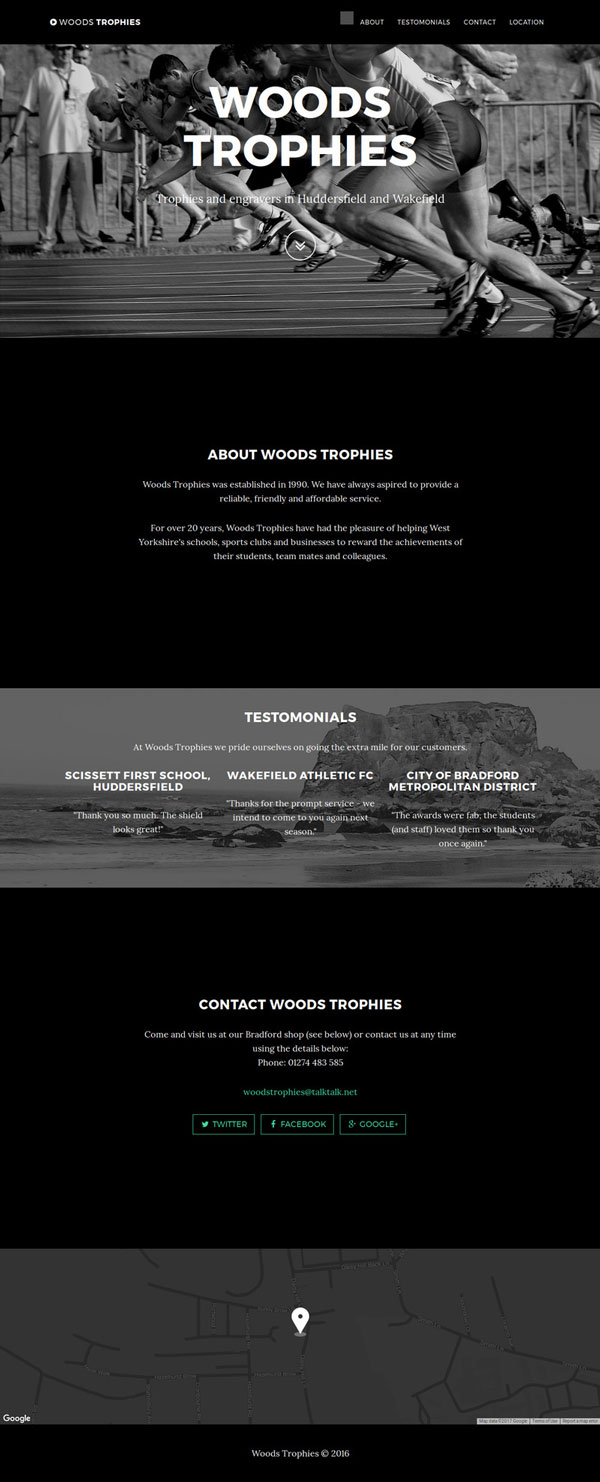 WOODS TROPHIES
ABOUT
TESTOMONIALS
CONTACT
LOCATION
WOODS
TROPHIES
Trophies and engravers in Huddersfield and Wakefield
ABOUT WOODS TROPHIES
Woods Trophies was established in 1990. We have always aspired to provide a
reliable, friendly and affordable service.
For over 20 years, Woods Trophies have had the pleasure of helping West
Yorkshire's schools, sports clubs and businesses to reward the achievements of
their students, team mates and colleagues.
TESTOMONIALS
At Woods Trophies we pride ourselves on going the extra mile for our customers.
SCISSETT FIRST SCHOOL,
HUDDERSFIELD
"Thank you so much. The shield
looks great!"
WAKEFIELD ATHLETIC FC
"Thanks for the prompt service - we
intend to come to you again next
season."
CITY OF BRADFORD
METROPOLITAN DISTRICT
"The awards were fab; the students
(and staff) loved them so thank you
once again."
CONTACT WOODS TROPHIES
Come and visit us at our Bradford shop (see below) or contact us at any time
using the details below:
Phone: 01274 483 585
woodstrophies@talktalk.net
TWITTER
FACEBOOK
GOOGLE+
Google
Map data ©2017 Google
Terms of Use
Report a map error
Woods Trophies © 2016